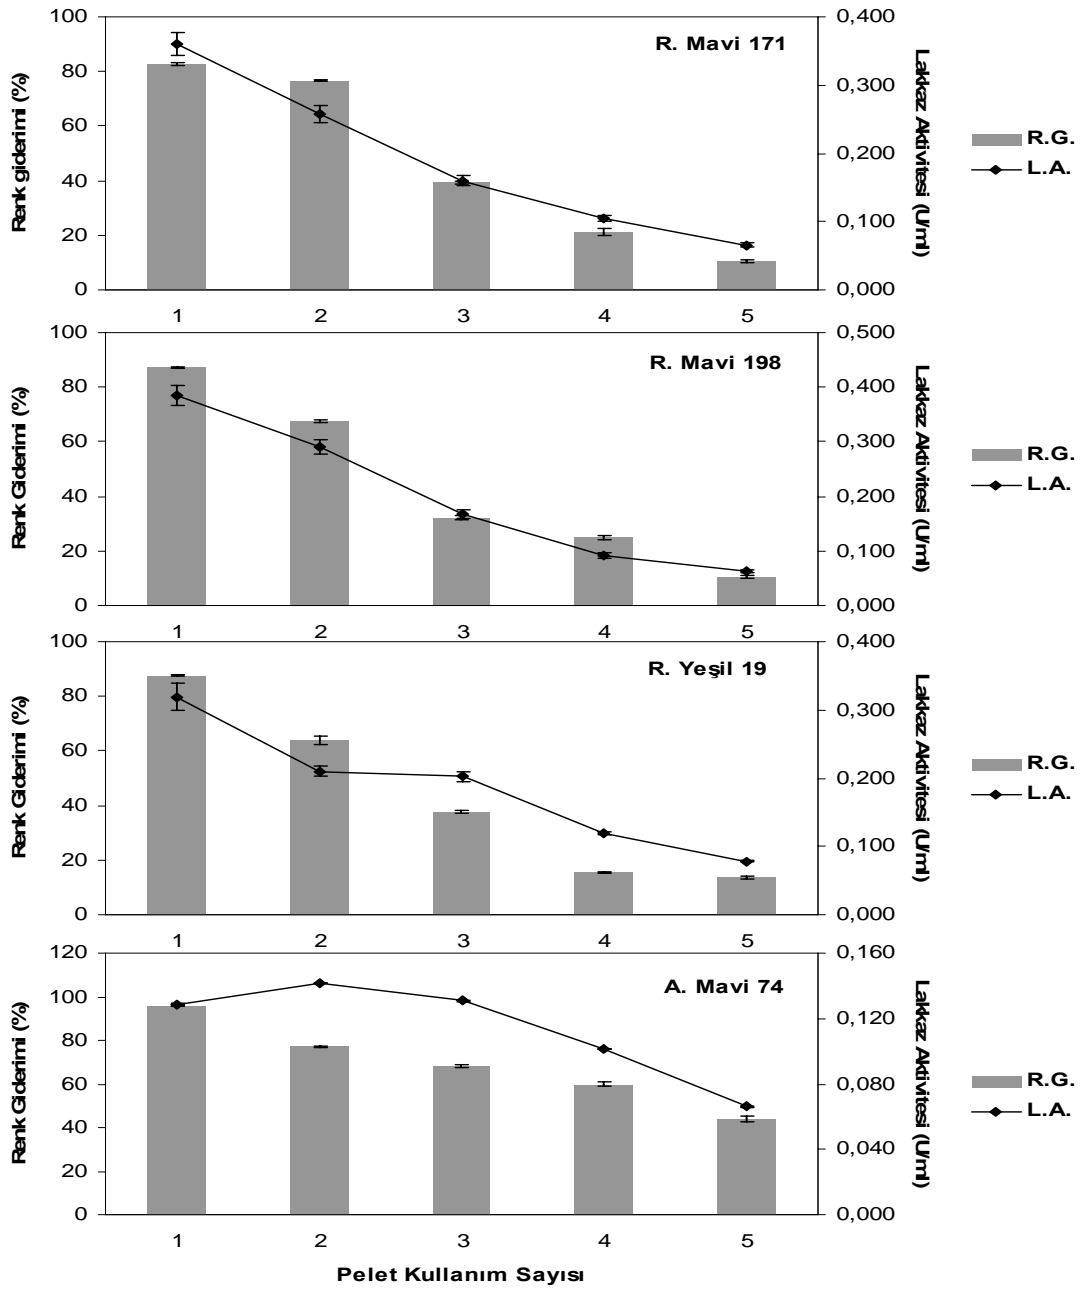 R. Mavi 171
Renk giderimi (%)
100
80
60
40
20
0
0,400
0,300
0,200
0,100
0,000
Lakkaz Aktivitesi (U/ml)
1 2 3 4 5
R.G.
L.A.
R. Mavi 198
Renk Giderimi (%)
100
80
60
40
20
0
0,500
0,400
0,300
0,200
0,100
0,000
Lakkaz Aktivitesi (U/ml)
1 2 3 4 5
R.G.
L.A.
R. Yeşil 19
Renk Giderimi (%)
100
80
60
40
20
0
0,400
0,300
0,200
0,100
0,000
Lakkaz Aktivitesi (U/ml)
1 2 3 4 5
R.G.
L.A.
A. Mavi 74
Renk Giderimi (%)
120
100
80
60
40
20
0
0,160
0,120
0,080
0,040
0,000
Lakkaz Aktivitesi (U/ml)
1 2 3 4 5
R.G.
L.A.
Pelet Kullanım Sayısı